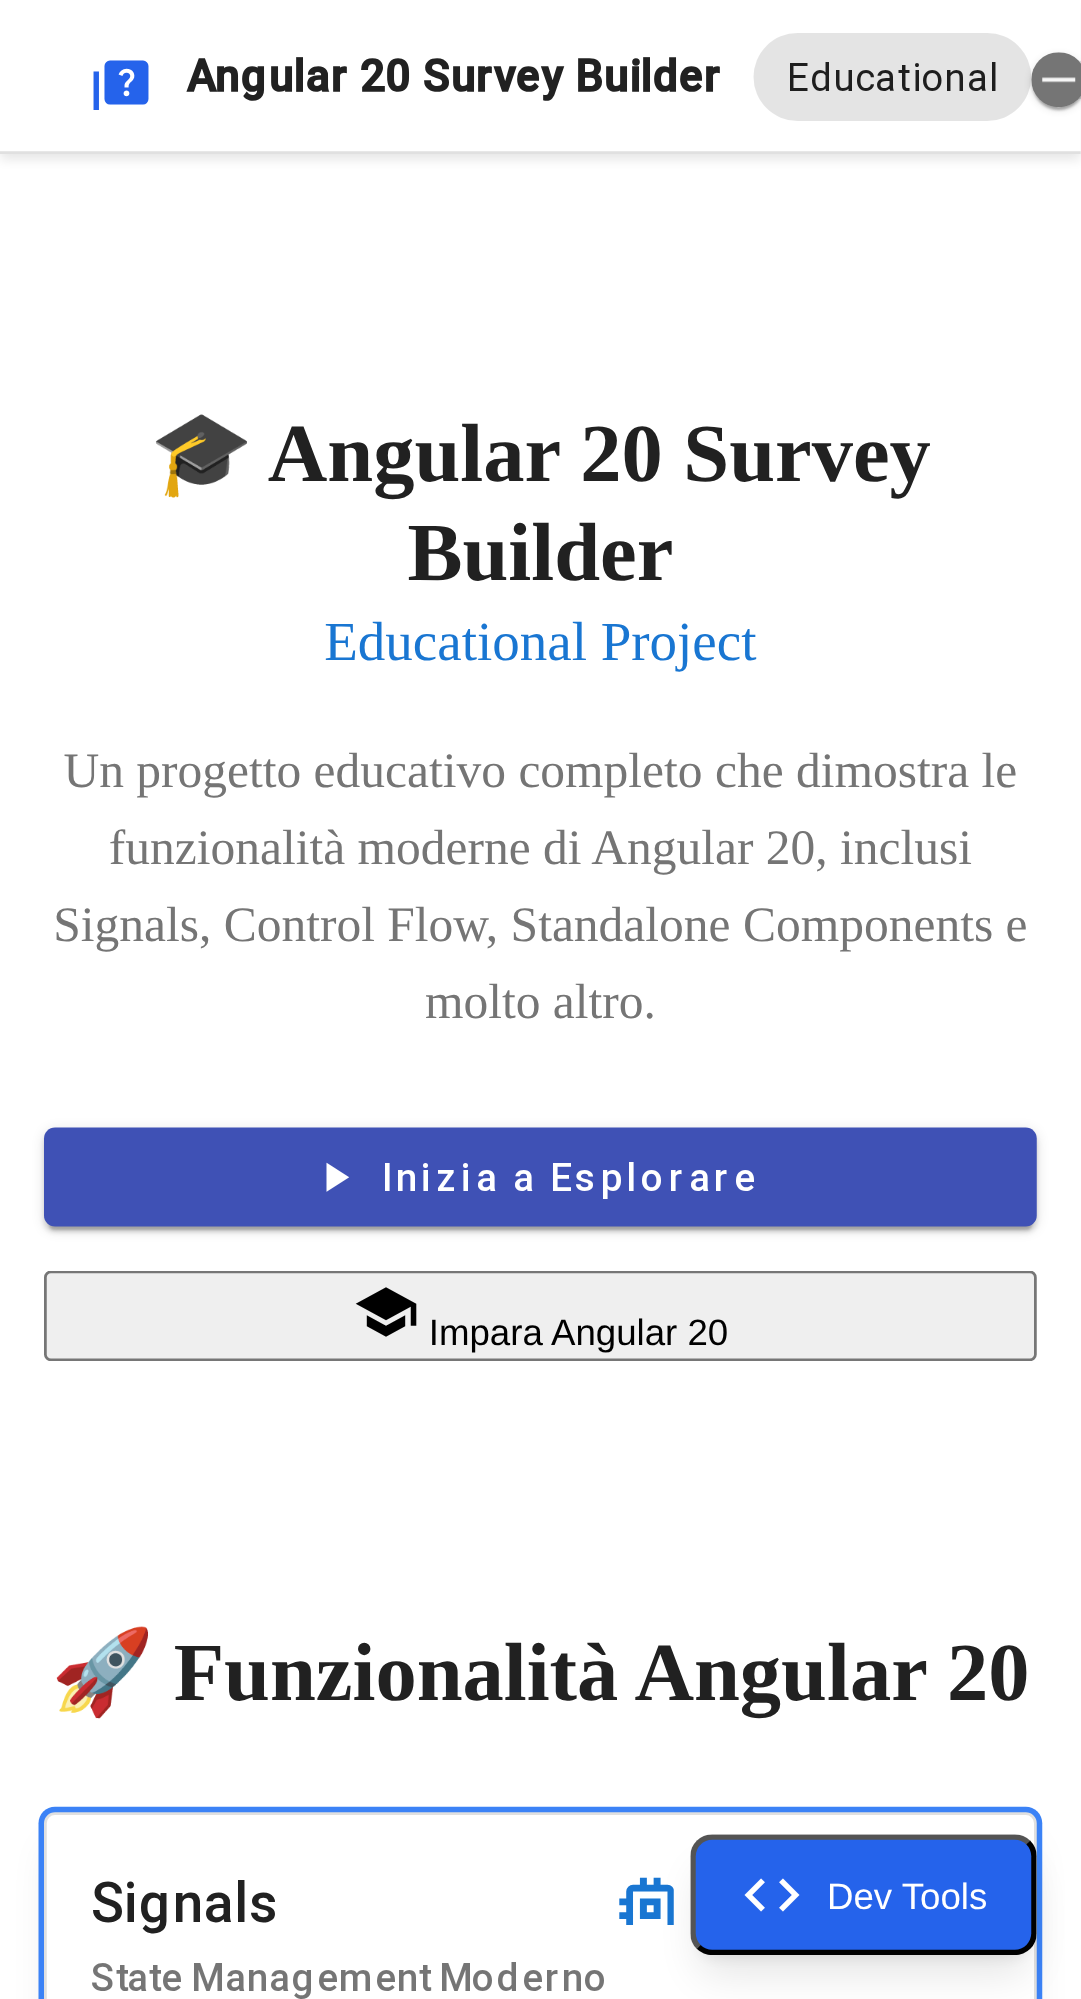 Angular 20 Survey Builder
Educational
🎓 Angular 20 Survey
Builder
Educational Project
Un progetto educativo completo che dimostra le
funzionalità moderne di Angular 20, inclusi
Signals, Control Flow, Standalone Components e
molto altro.
Inizia a Esplorare
Impara Angular 20
🚀 Funzionalità Angular 20
Signals
Dev Tools
State Management Moderno